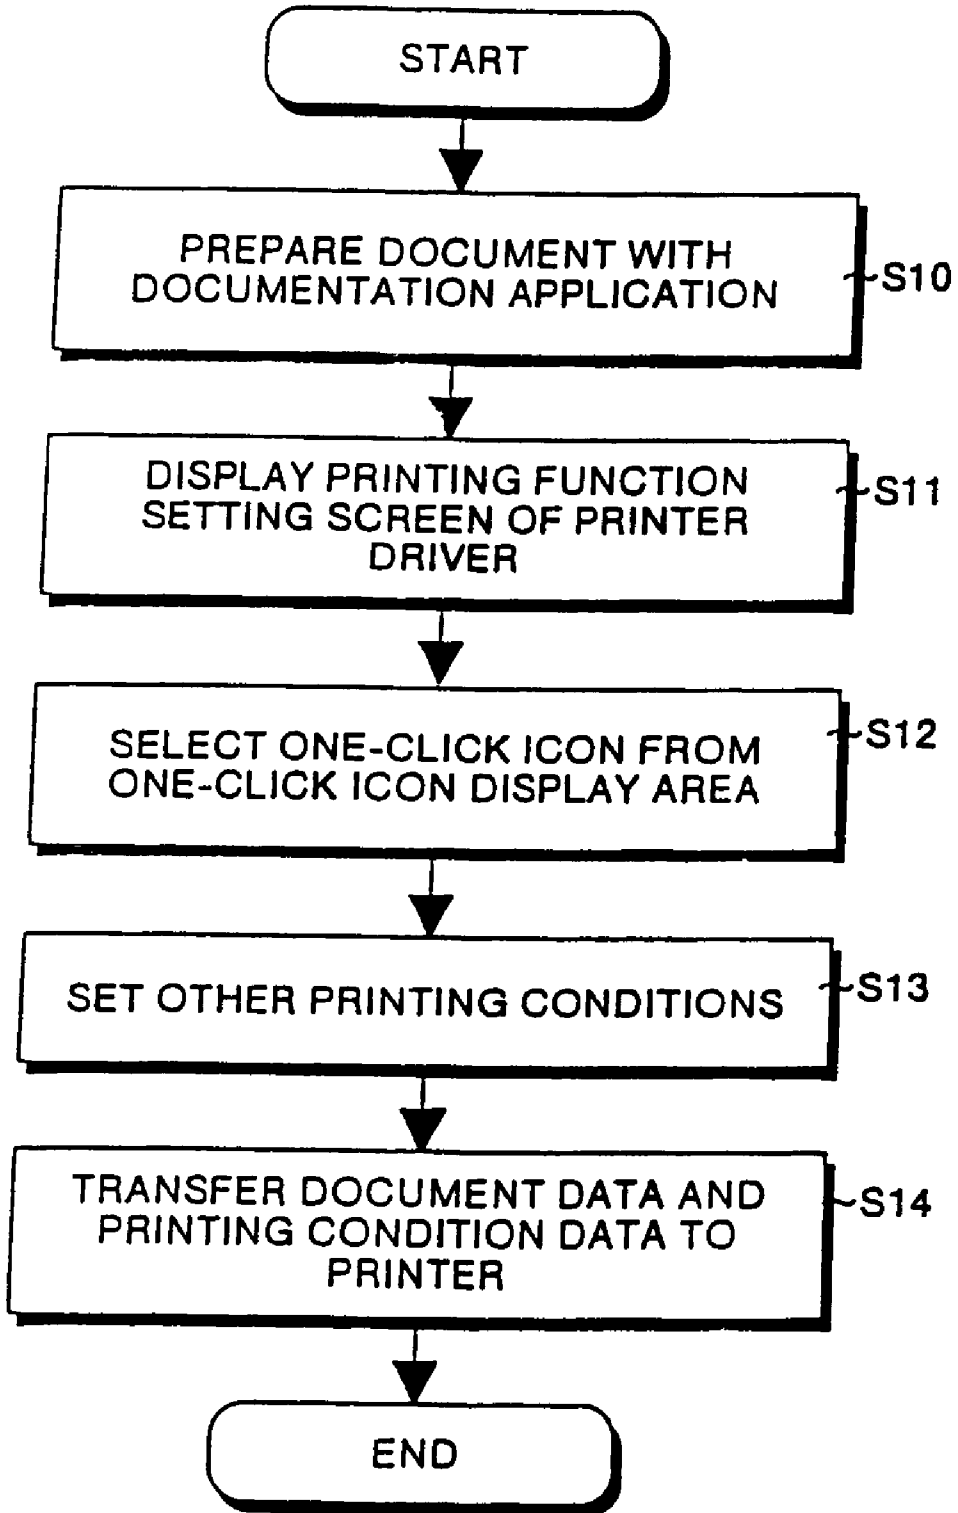 START
PREPARE DOCUMENT WITH
DOCUMENTATION APPLICATION
S10
DISPLAY PRINTING FUNCTION
SETTING SCREEN OF PRINTER
DRIVER
S11
SELECT ONE-CLICK ICON FROM
ONE-CLICK ICON DISPLAY AREA
S12
SET OTHER PRINTING CONDITIONS
S13
TRANSFER DOCUMENT DATA AND
PRINTING CONDITION DATA TO
PRINTER
S14
END